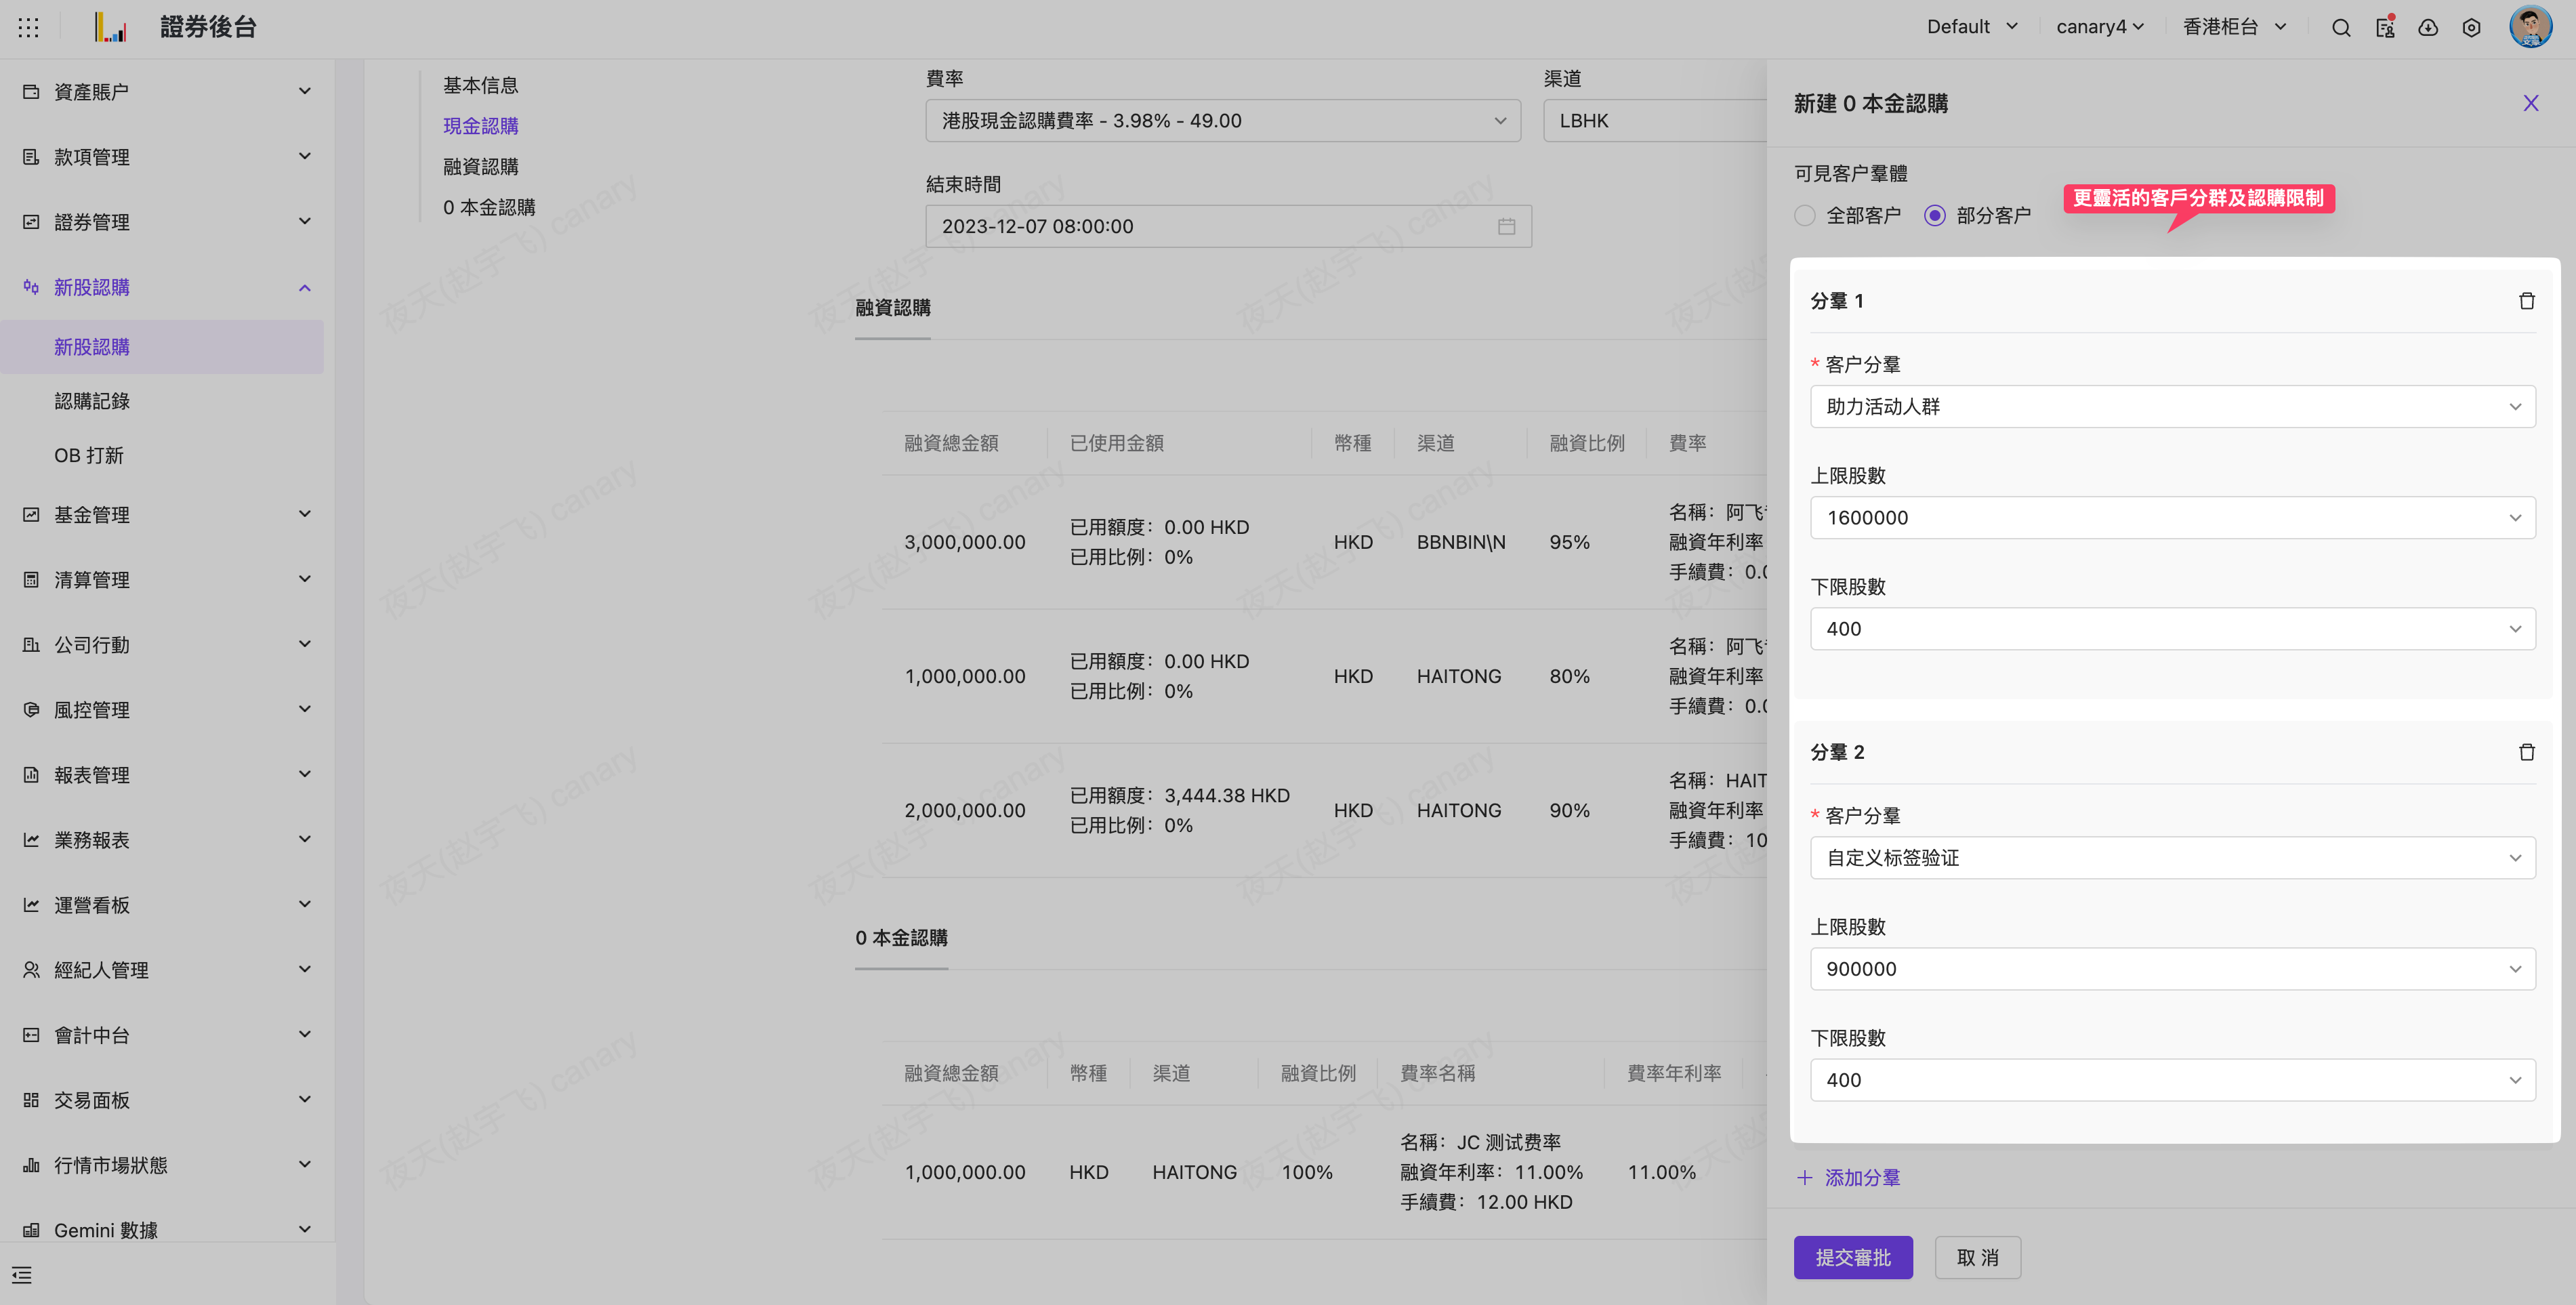 證券後台
Default
canary4
香港柜台
資產賬户
款項管理
證券管理
新股認購
新股認購
認購記錄
OB 打新
基金管理
清算管理
公司行動
風控管理
報表管理
業務報表
運營看板
經紀人管理
會計中台
交易面板
行情市場狀態
Gemini 數據
基本信息
現金認購
融資認購
0 本金認購
費率
港股現金認購費率 - 3.98% - 49.00
渠道
LBHK
結束時間
2023-12-07 08:00:00
融資認購
融資總金額 已使用金額 幣種 渠道 融資比例 費率
3,000,000.00 已用額度：0.00 HKD 已用比例：0% HKD BBNBIN\N 95% 名稱：阿飞
融資年利率
手續費：0.0
1,000,000.00 已用額度：0.00 HKD 已用比例：0% HKD HAITONG 80% 名稱：阿飞
融資年利率
手續費：0.0
2,000,000.00 已用額度：3,444.38 HKD 已用比例：0% HKD HAITONG 90% 名稱：HAIT
融資年利率
手續費：10
0 本金認購
融資總金額 幣種 渠道 融資比例 費率名稱 費率年利率
1,000,000.00 HKD HAITONG 100% 名稱：JC 测试费率
融資年利率：11.00% 11.00%
手續費：12.00 HKD
新建 0 本金認購
可見客户羣體
全部客户 部分客户
更靈活的客戶分群及認購限制
分羣 1
* 客户分羣
助力活动人群
上限股數
1600000
下限股數
400
分羣 2
* 客户分羣
自定义标签验证
上限股數
900000
下限股數
400
添加分羣
提交審批
取 消
夜天(赵宇飞) canary